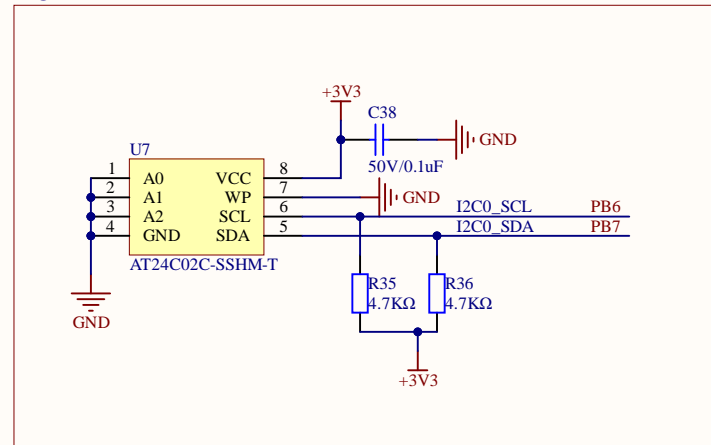 +3V3
C38
GND
50V/0.1uF
U7
1 A0 VCC 8
2 A1 WP 7 GND
3 A2 SCL 6 I2C0_SCL PB6
4 GND SDA 5 I2C0_SDA PB7
AT24C02C-SSHM-T
R35 R36
4.7KΩ 4.7KΩ
GND
+3V3